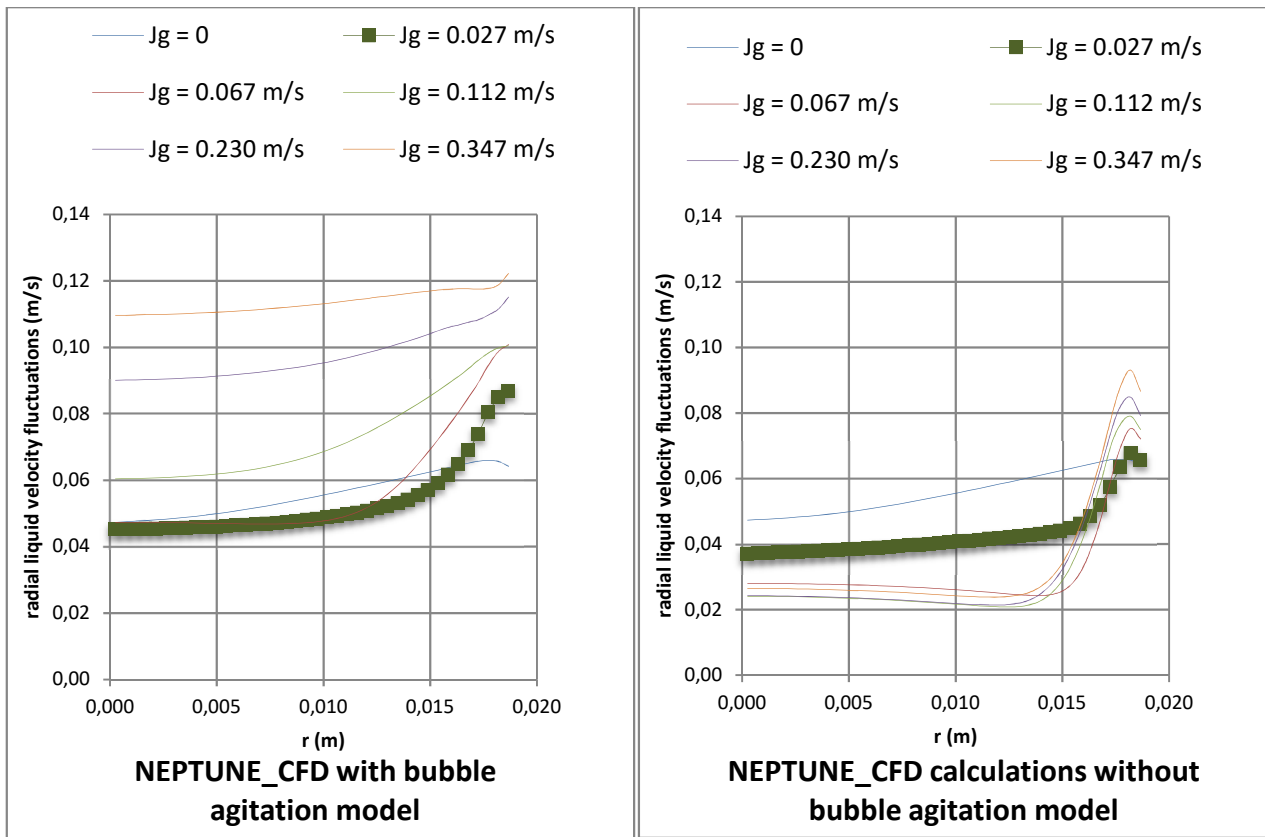 Jg = 0
Jg = 0.027 m/s
Jg = 0.067 m/s
Jg = 0.112 m/s
Jg = 0.230 m/s
Jg = 0.347 m/s
radial liquid velocity fluctuations (m/s)
0,14
0,12
0,10
0,08
0,06
0,04
0,02
0,00
0,000
0,005
0,010
0,015
0,020
r (m)
NEPTUNE_CFD with bubble
agitation model
Jg = 0
Jg = 0.027 m/s
Jg = 0.067 m/s
Jg = 0.112 m/s
Jg = 0.230 m/s
Jg = 0.347 m/s
radial liquid velocity fluctuations (m/s)
0,14
0,12
0,10
0,08
0,06
0,04
0,02
0,00
0,000
0,005
0,010
0,015
0,020
r (m)
NEPTUNE_CFD calculations without
bubble agitation model